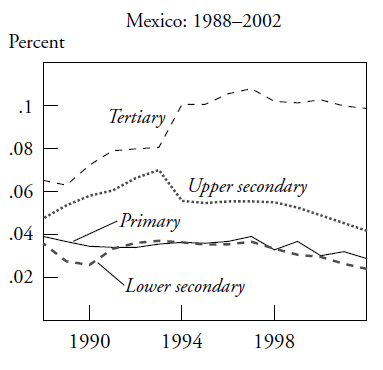 Mexico: 1988–2002
Percent
.1
Tertiary
.08
.06
Upper secondary
.04
Primary
.02
Lower secondary
1990 1994 1998